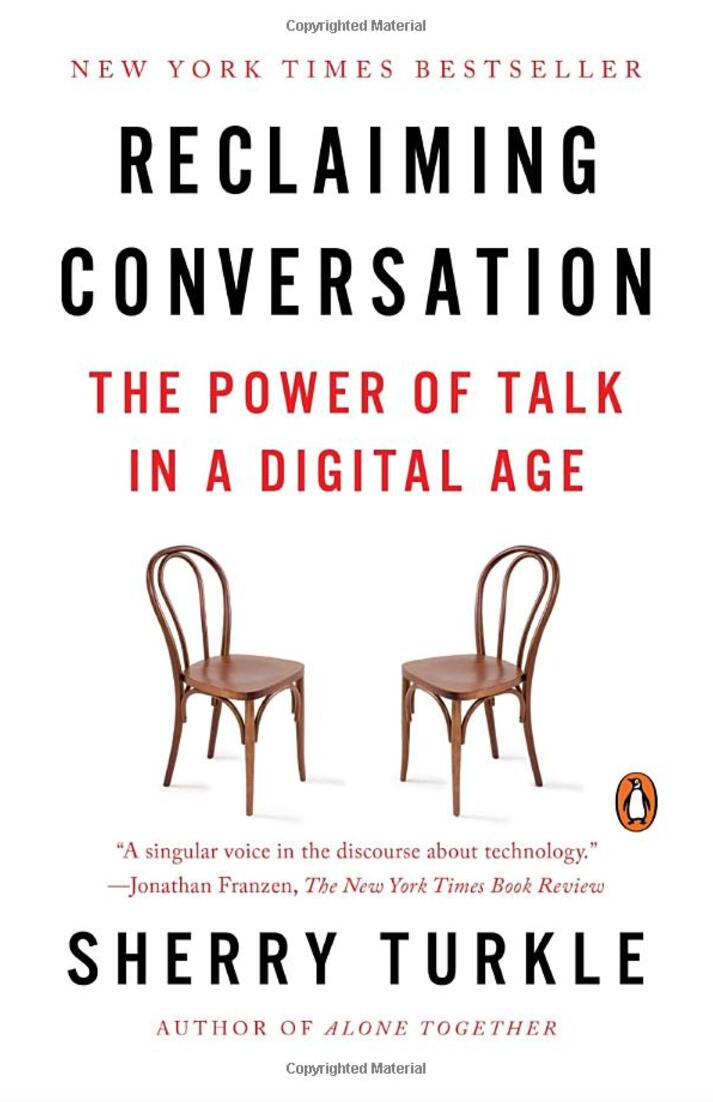 Copyrighted Material
NEW YORK TIMES BESTSELLER
RECLAIMING
CONVERSATION
THE POWER OF TALK
IN A DIGITAL AGE
“A singular voice in the discourse about technology.”
—Jonathan Franzen, The New York Times Book Review
SHERRY TURKLE
AUTHOR OF ALONE TOGETHER
Copyrighted Material